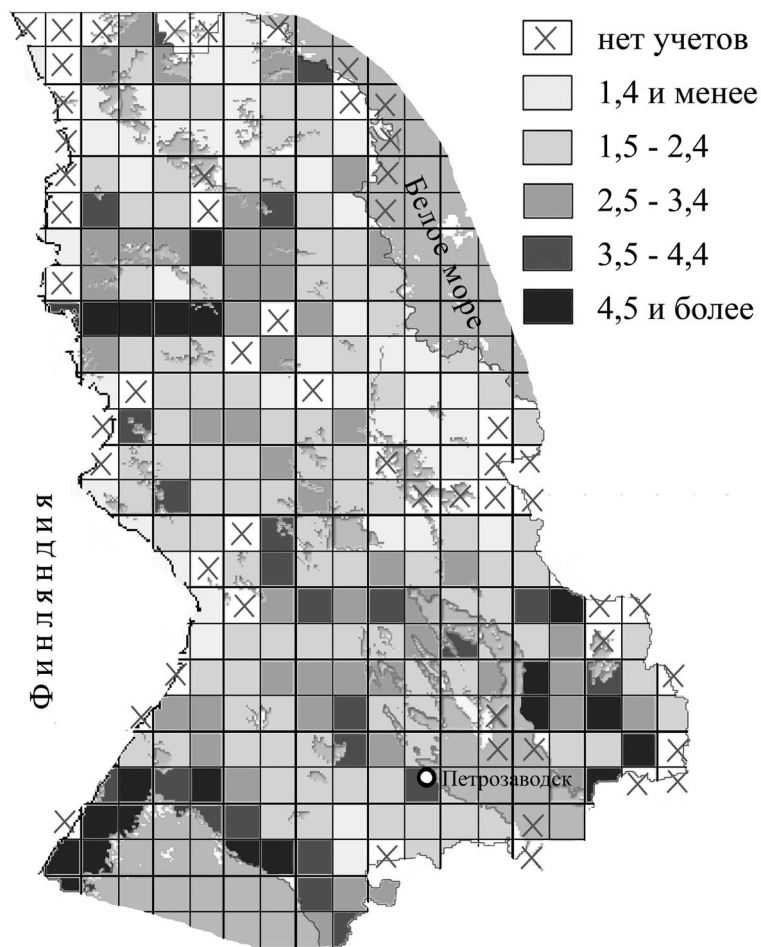 нет учетов
1,4 и менее
1,5 - 2,4
2,5 - 3,4
3,5 - 4,4
4,5 и более
Белое море
Финляндия
Петрозаводск